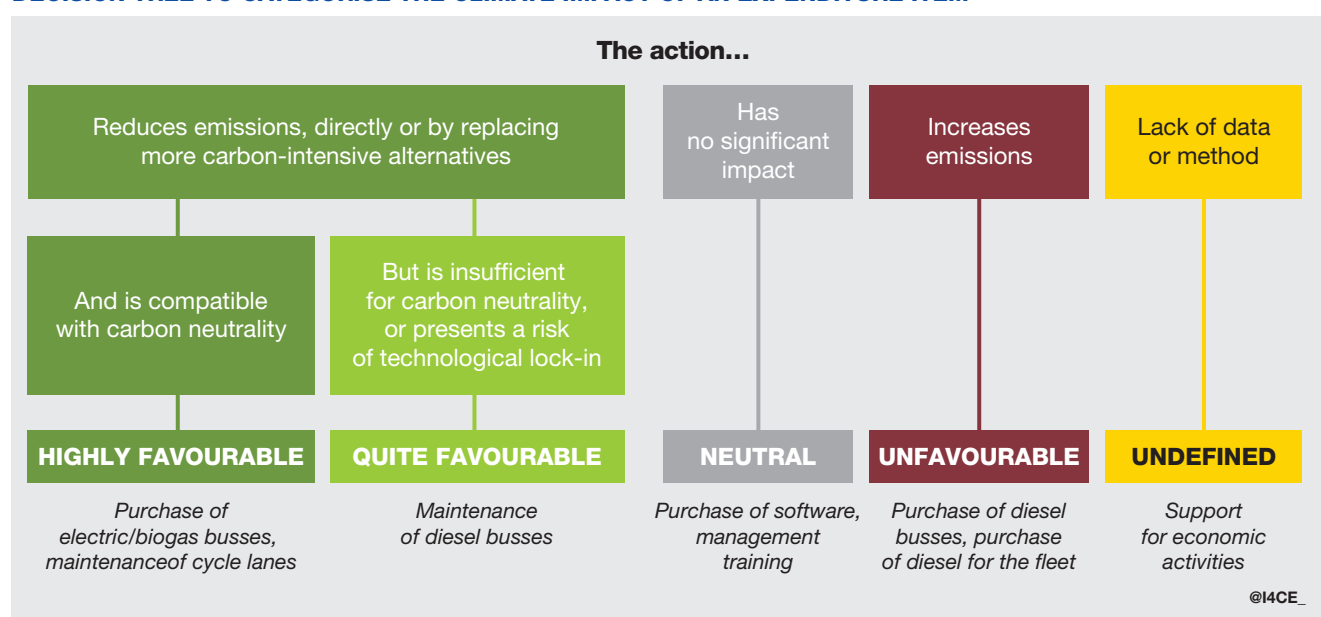 The action...
Reduces emissions, directly or by replacing
more carbon-intensive alternatives
Has
no significant
impact
Increases
emissions
Lack of data
or method
And is compatible
with carbon neutrality
But is insufficient
for carbon neutrality,
or presents a risk
of technological lock-in
HIGHLY FAVOURABLE
QUITE FAVOURABLE
NEUTRAL
UNFAVOURABLE
UNDEFINED
Purchase of
electric/biogas busses,
maintenanceof cycle lanes
Maintenance
of diesel busses
Purchase of software,
management
training
Purchase of diesel
busses, purchase
of diesel for the fleet
Support
for economic
activities
@I4CE_